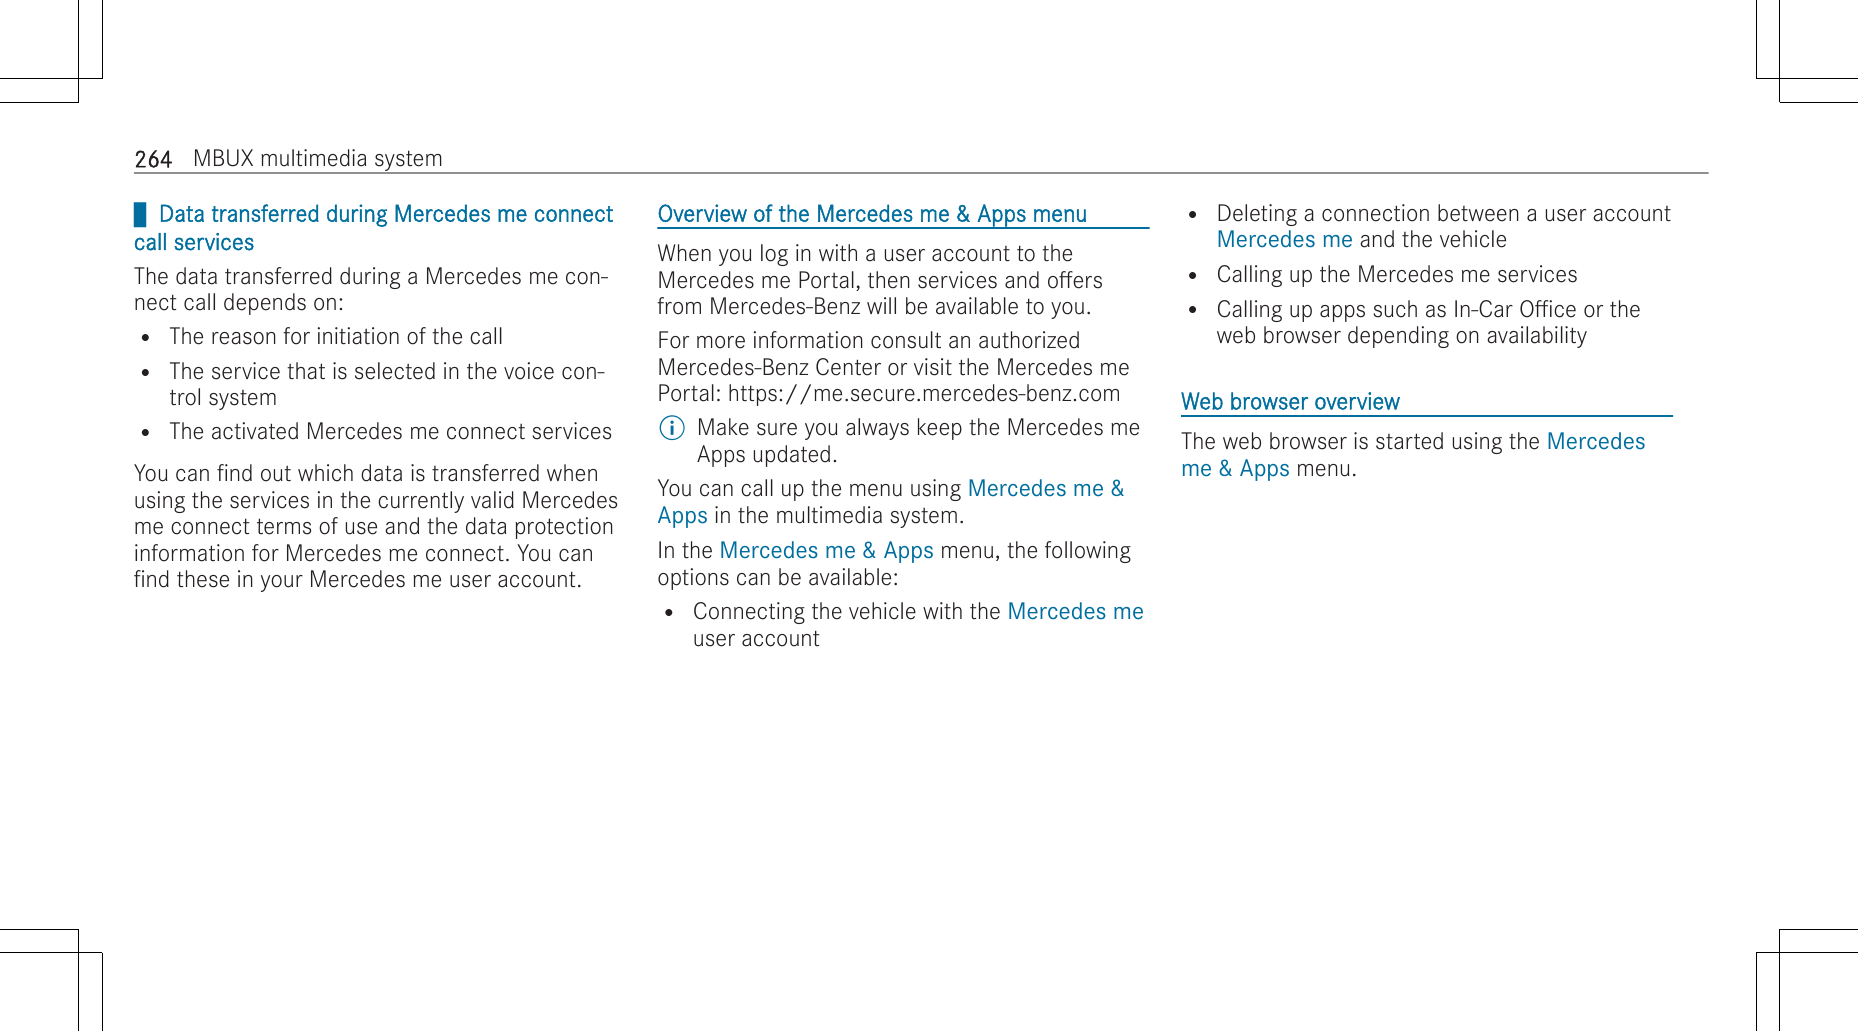 264 MBUX multimedia system
Data transferred during Mercedes me connect
call services
The data transferred during a Mercedes me con-
nect call depends on:
• The reason for initiation of the call
• The service that is selected in the voice con-
trol system
• The activated Mercedes me connect services
You can find out which data is transferred when
using the services in the currently valid Mercedes
me connect terms of use and the data protection
information for Mercedes me connect. You can
find these in your Mercedes me user account.
Overview of the Mercedes me & Apps menu
When you log in with a user account to the
Mercedes me Portal, then services and offers
from Mercedes-Benz will be available to you.
For more information consult an authorized
Mercedes-Benz Center or visit the Mercedes me
Portal: https://me.secure.mercedes-benz.com
i Make sure you always keep the Mercedes me
Apps updated.
You can call up the menu using Mercedes me &
Apps in the multimedia system.
In the Mercedes me & Apps menu, the following
options can be available:
• Connecting the vehicle with the Mercedes me
user account
• Deleting a connection between a user account
Mercedes me and the vehicle
• Calling up the Mercedes me services
• Calling up apps such as In-Car Office or the
web browser depending on availability
Web browser overview
The web browser is started using the Mercedes
me & Apps menu.